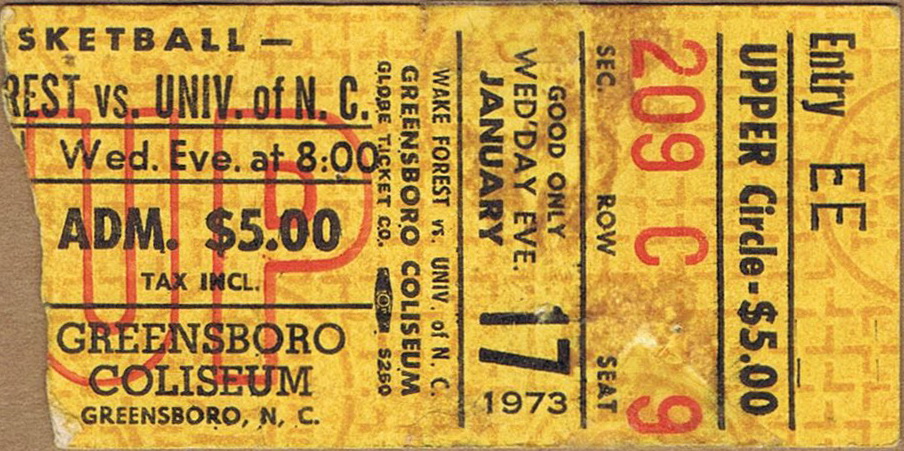 SKETBALL —
REST vs. UNIV. of N. C.
Wed. Eve. at 8:00
ADM. $5.00
TAX INCL.
GREENSBORO
COLISEUM
GREENSBORO, N. C.
WAKE FOREST vs. UNIV. of N. C.
GREENSBORO COLISEUM
GLOBE TICKET CO. $250
GOOD ONLY
WED'DAY EVE.
JANUARY 17
1973
209 C 9
SEC. ROW SEAT
Entry EE
UPPER Circle-$5.00
UP